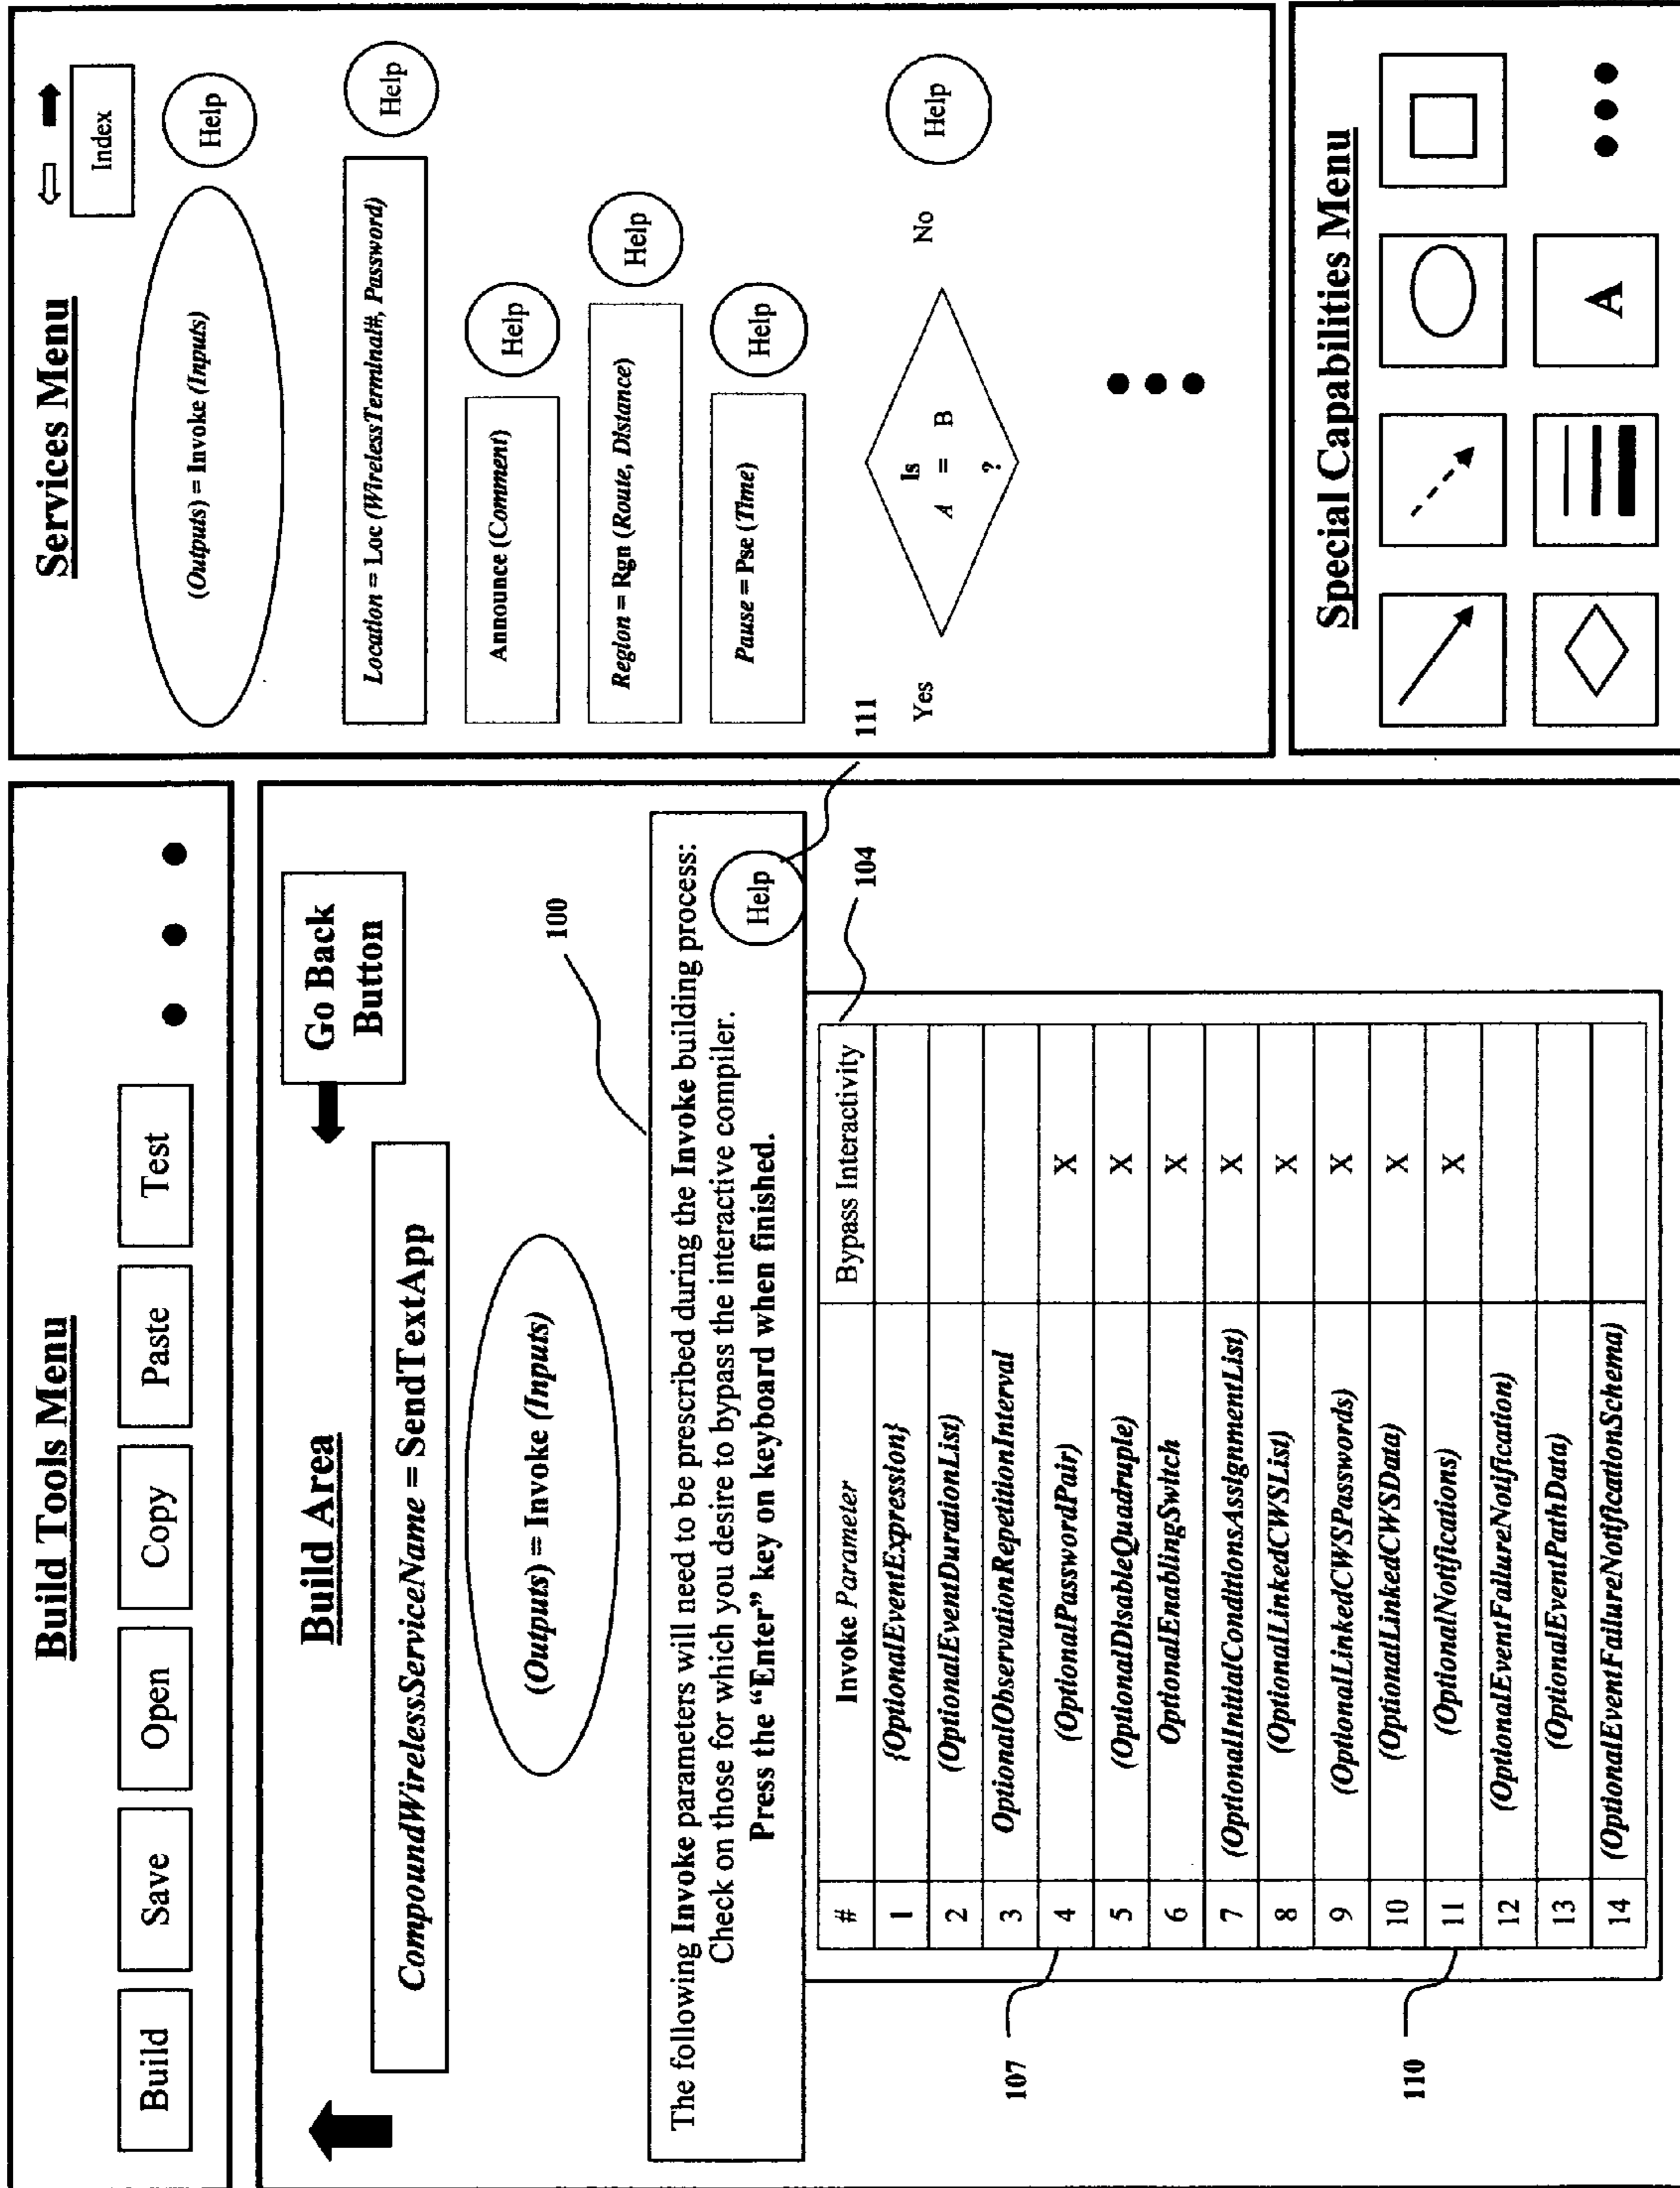 Build Tools Menu
Build
Save
Open
Copy
Paste
Test
Build Area
Go Back
Button
CompoundWirelessServiceName = SendTextApp
(Outputs) = Invoke (Inputs)
100
The following Invoke parameters will need to be prescribed during the Invoke building process:
Check on those for which you desire to bypass the interactive compiler.
Press the “Enter” key on keyboard when finished.
Help
111
104
# Invoke Parameter Bypass Interactivity
1 {OptionalEventExpression}
2 (OptionalEventDurationList)
3 OptionalObservationRepetitionInterval
4 (OptionalPasswordPair) X
5 (OptionalDisableQuadruple) X
6 OptionalEnablingSwitch X
7 (OptionalInitialConditionsAssignmentList) X
8 (OptionalLinkedCWSList) X
9 (OptionalLinkedCWSPasswords) X
10 (OptionalLinkedCWSData) X
11 (OptionalNotifications) X
12 (OptionalEventFailureNotification)
13 (OptionalEventPathData)
14 (OptionalEventFailureNotificationSchema)
107
110
Services Menu
Index
(Outputs) = Invoke (Inputs)
Help
Location = Loc (WirelessTerminal#, Password)
Help
Announce (Comment)
Help
Region = Rgn (Route, Distance)
Help
Pause = Pse (Time)
Help
Yes
Is
A = B
?
No
Help
Special Capabilities Menu
A